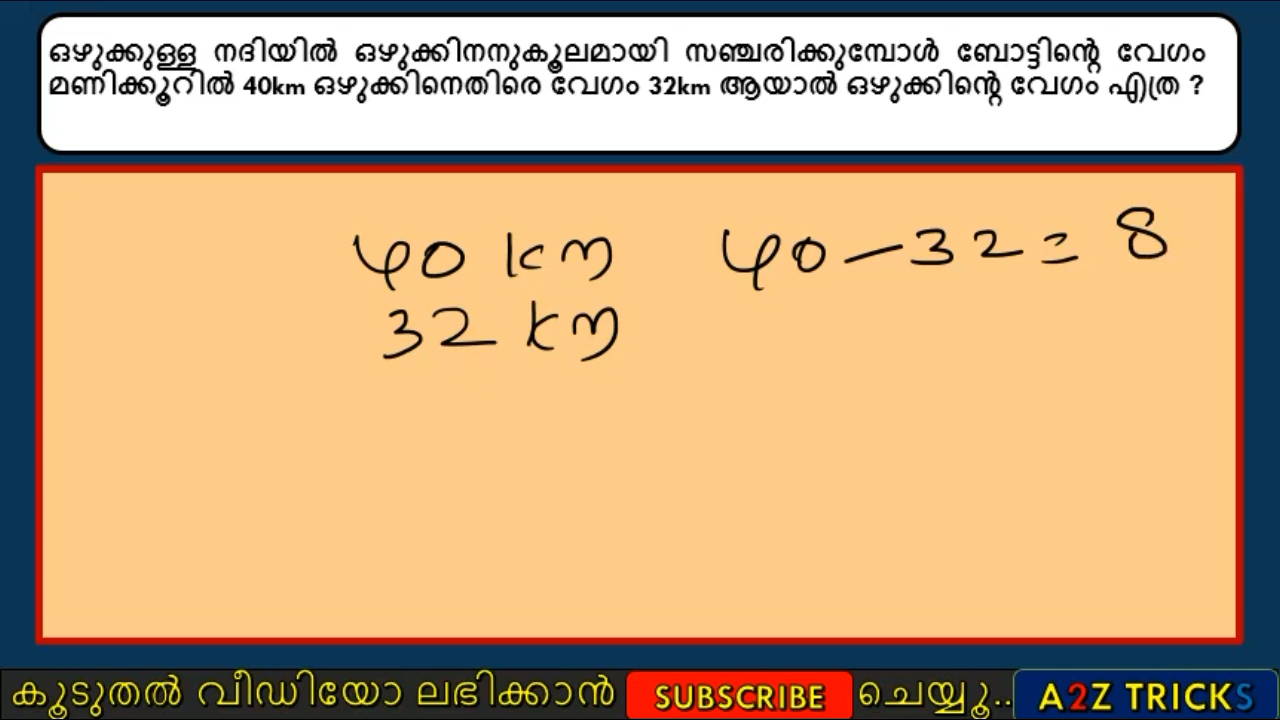 ഒഴുക്കുള്ള നദിയിൽ ഒഴുക്കിനനുകൂലമായി സഞ്ചരിക്കുമ്പോൾ ബോട്ടിന്റെ വേഗം
മണിക്കൂറിൽ 40km ഒഴുക്കിനെതിരെ വേഗം 32km ആയാൽ ഒഴുക്കിന്റെ വേഗം എത്ര ?
40 km 40-32= 8
32 km
കൂടുതൽ വീഡിയോ ലഭിക്കാൻ SUBSCRIBE ചെയ്യൂ.. A2Z TRICKS